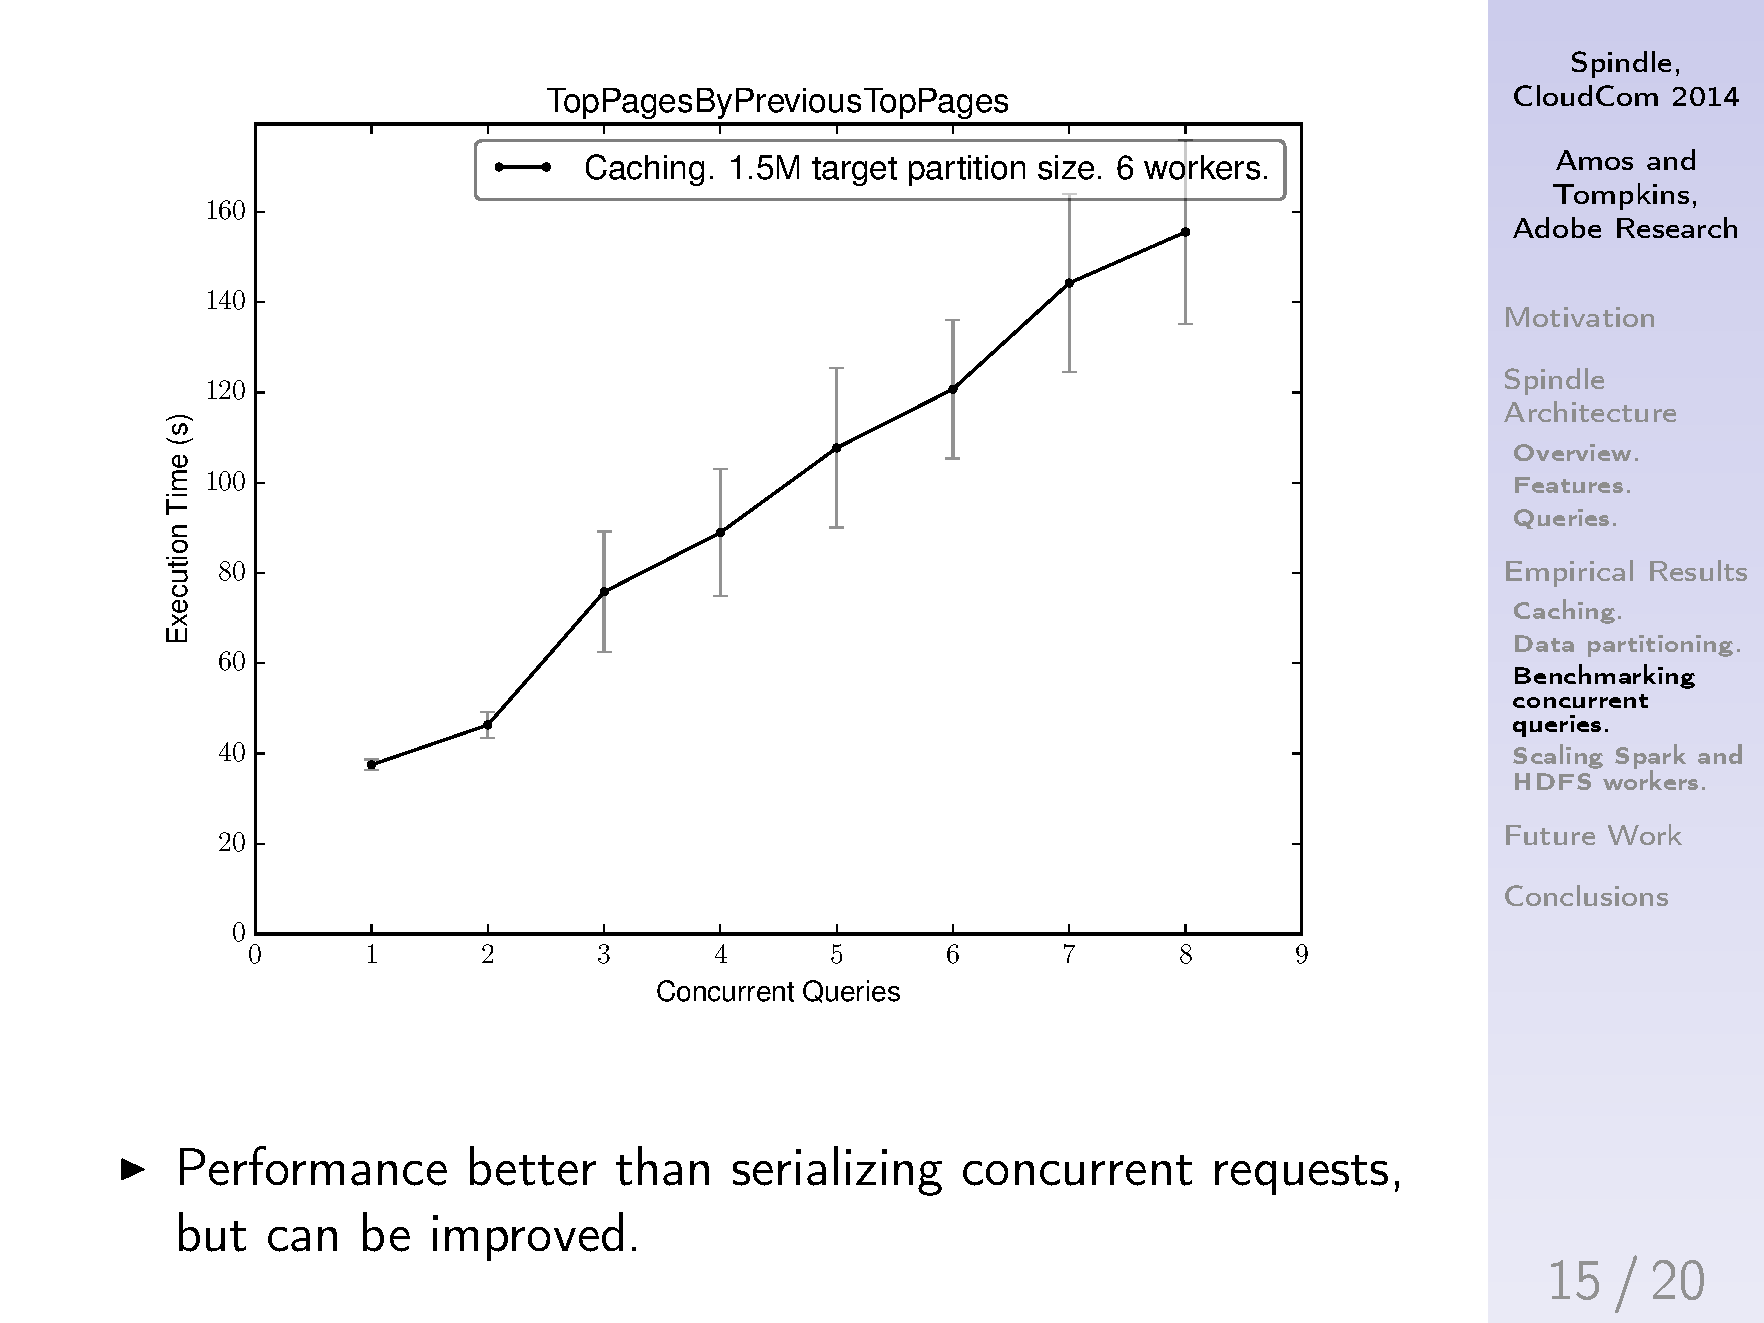 TopPagesByPreviousTopPages
Caching. 1.5M target partition size. 6 workers.
160
140
120
100
80
60
40
20
0
Execution Time (s)
0 1 2 3 4 5 6 7 8 9
Concurrent Queries
▶ Performance better than serializing concurrent requests,
but can be improved.
Spindle,
CloudCom 2014
Amos and
Tompkins,
Adobe Research
Motivation
Spindle
Architecture
Overview.
Features.
Queries.
Empirical Results
Caching.
Data partitioning.
Benchmarking
concurrent
queries.
Scaling Spark and
HDFS workers.
Future Work
Conclusions
15 / 20